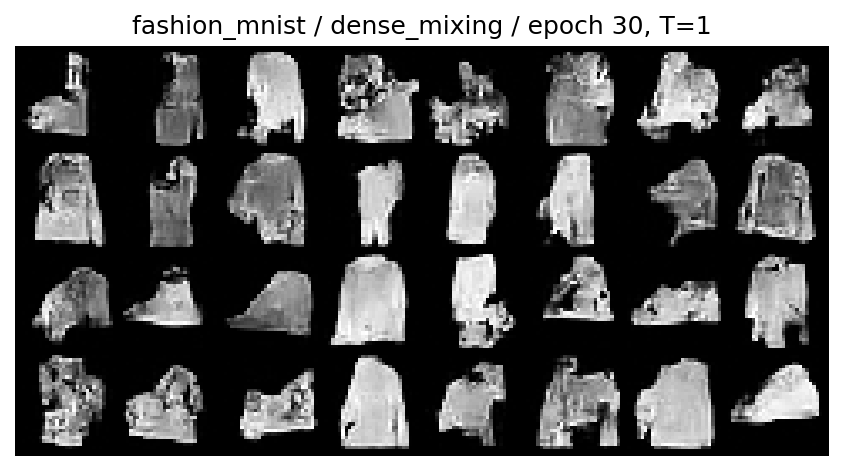 fashion_mnist / dense_mixing / epoch 30, T=1